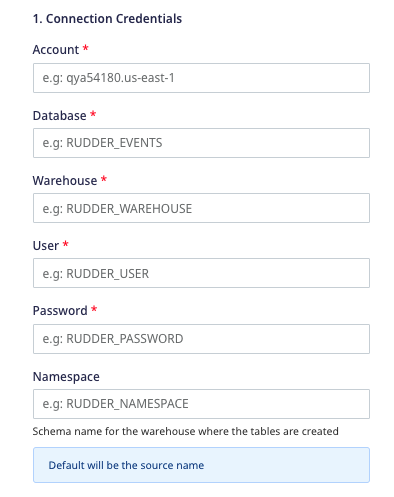 1. Connection Credentials
Account *
e.g: qya54180.us-east-1
Database *
e.g: RUDDER_EVENTS
Warehouse *
e.g: RUDDER_WAREHOUSE
User *
e.g: RUDDER_USER
Password *
e.g: RUDDER_PASSWORD
Namespace
e.g: RUDDER_NAMESPACE
Schema name for the warehouse where the tables are created
Default will be the source name